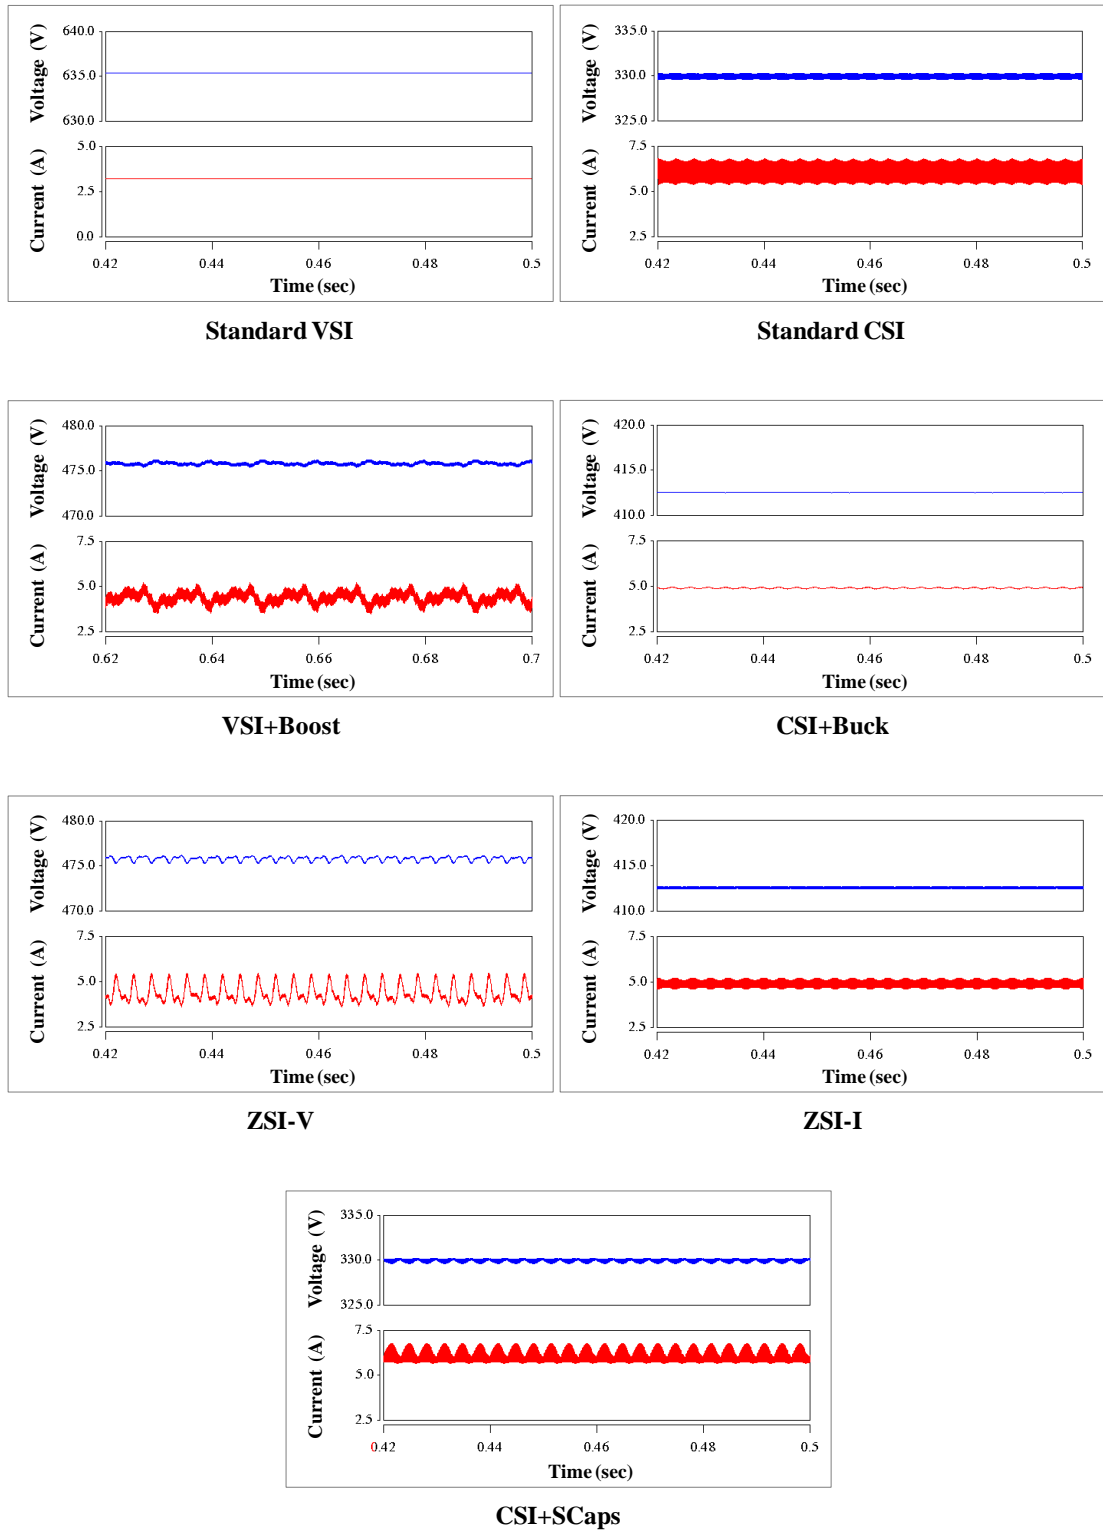 Voltage (V)
640.0
635.0
630.0
Current (A)
5.0
2.5
0.0
0.42 0.44 0.46 0.48 0.5
Time (sec)
Standard VSI
Voltage (V)
335.0
330.0
325.0
Current (A)
7.5
5.0
2.5
0.42 0.44 0.46 0.48 0.5
Time (sec)
Standard CSI
Voltage (V)
480.0
475.0
470.0
Current (A)
7.5
5.0
2.5
0.62 0.64 0.66 0.68 0.7
Time (sec)
VSI+Boost
Voltage (V)
420.0
415.0
410.0
Current (A)
7.5
5.0
2.5
0.42 0.44 0.46 0.48 0.5
Time (sec)
CSI+Buck
Voltage (V)
480.0
475.0
470.0
Current (A)
7.5
5.0
2.5
0.42 0.44 0.46 0.48 0.5
Time (sec)
ZSI-V
Voltage (V)
420.0
415.0
410.0
Current (A)
7.5
5.0
2.5
0.42 0.44 0.46 0.48 0.5
Time (sec)
ZSI-I
Voltage (V)
335.0
330.0
325.0
Current (A)
7.5
5.0
2.5
0.42 0.44 0.46 0.48 0.5
Time (sec)
CSI+SCaps